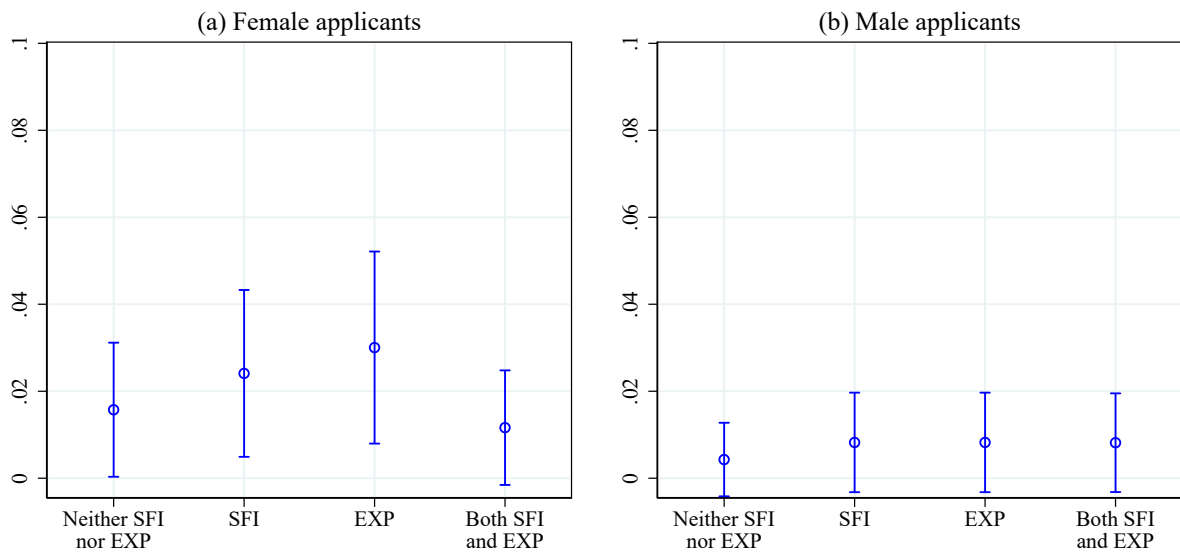 (a) Female applicants
.1
.08
.06
.04
.02
0
Neither SFI
nor EXP
SFI
EXP
Both SFI
and EXP
(b) Male applicants
.1
.08
.06
.04
.02
0
Neither SFI
nor EXP
SFI
EXP
Both SFI
and EXP